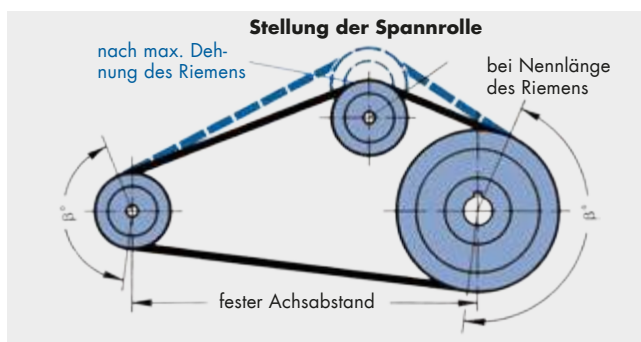 Stellung der Spannrolle
nach max. Deh-
nung des Riemens
bei Nennlänge
des Riemens
β°
β°
fester Achsabstand